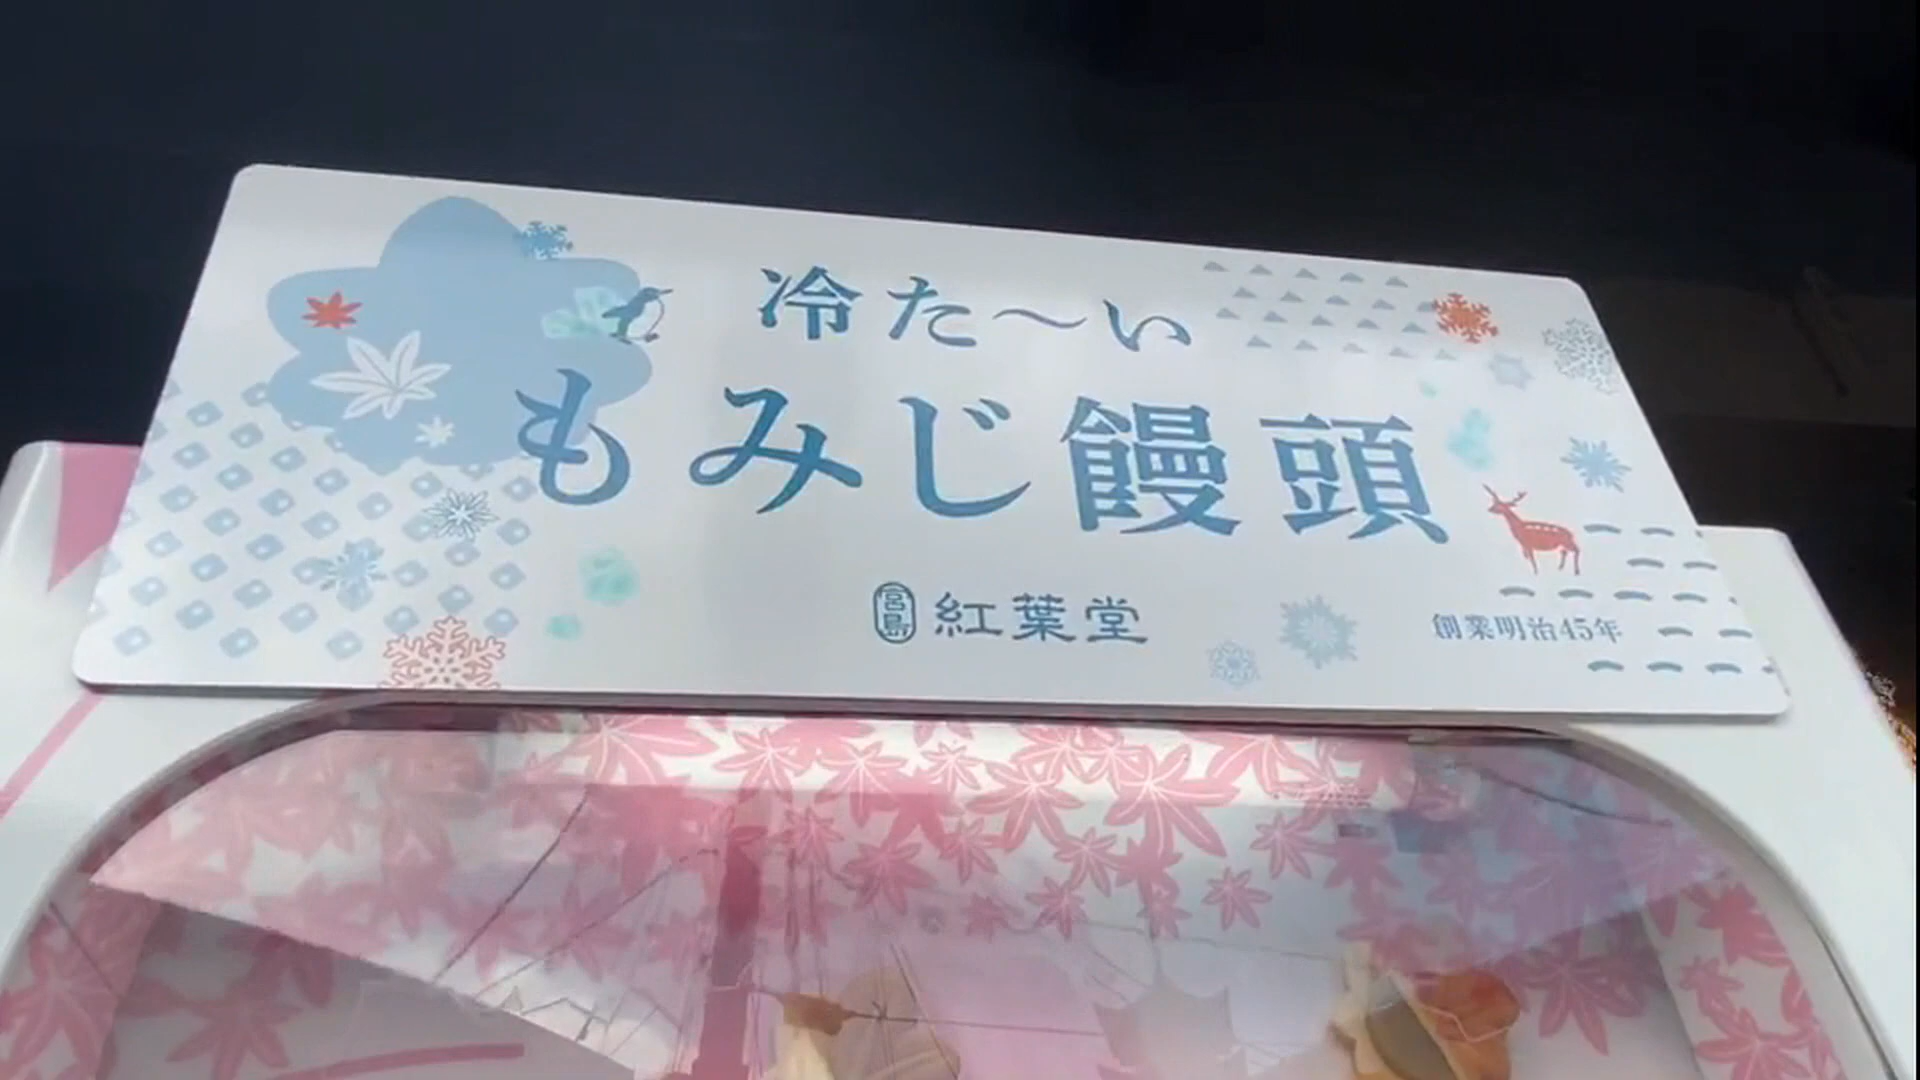 冷た〜い
もみじ饅頭
宮島 紅葉堂
創業明治45年